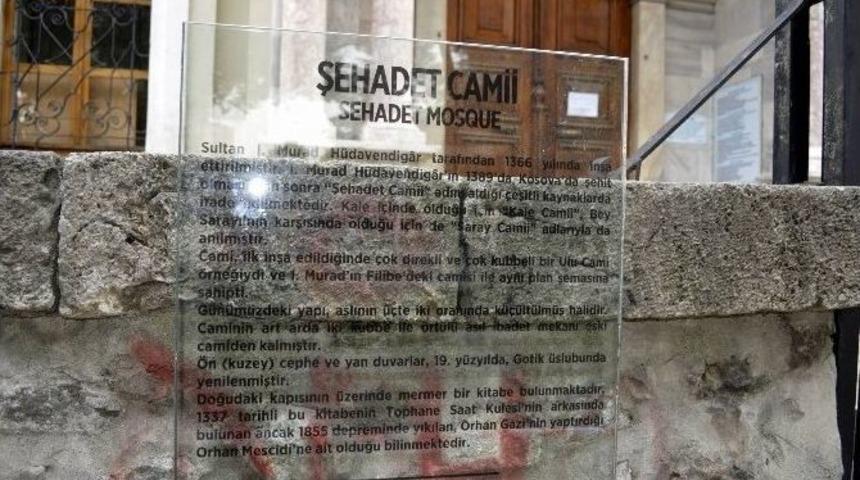 ŞEHADET CAMİİ
SEHADET MOSQUE
Sultan I. Murad Hüdavendigâr tarafından 1366 yılında inşa
ettirilmiştir. I. Murad Hüdavendigâr'ın 1389'da Kosova'da şehit
olmasından sonra "Şehadet Camii" adını aldığı çeşitli kaynaklarda
ifade edilmektedir. Kale içinde olduğu için "Kale Camii", Bey
Sarayı'nın karşısında olduğu için de "Saray Camii" adlarıyla da
anılmıştır.
Cami, ilk inşa edildiğinde çok direkli ve çok kubbeli bir Ulu Cami
örneğiydi ve I. Murad'ın Filibe'deki camisi ile aynı plan şemasına
sahipti.
Günümüzdeki yapı, aslının üçte iki oranında küçültülmüş halidir.
Caminin art arda iki kubbe ile örtülü asıl ibadet mekanı eski
camiden kalmıştır.
Ön (kuzey) cephe ve yan duvarlar, 19. yüzyılda, Gotik üslubunda
yenilenmiştir.
Doğudaki kapısının üzerinde mermer bir kitabe bulunmaktadır.
1337 tarihli bu kitabenin Tophane Saat Kulesi'nin arkasında
bulunan ancak 1855 depreminde yıkılan, Orhan Gazi'nin yaptırdığı
Orhan Mescidi'ne ait olduğu bilinmektedir.